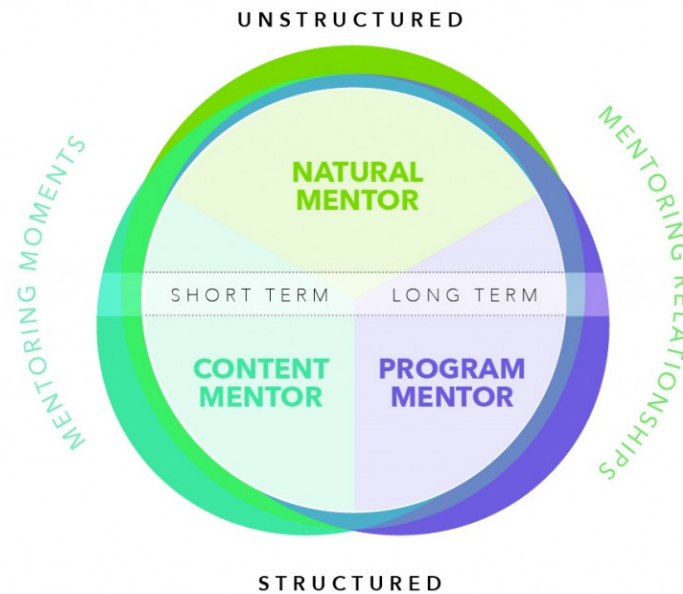 UNSTRUCTURED
MENTORING MOMENTS
MENTORING RELATIONSHIPS
NATURAL
MENTOR
SHORT TERM
LONG TERM
CONTENT
MENTOR
PROGRAM
MENTOR
STRUCTURED